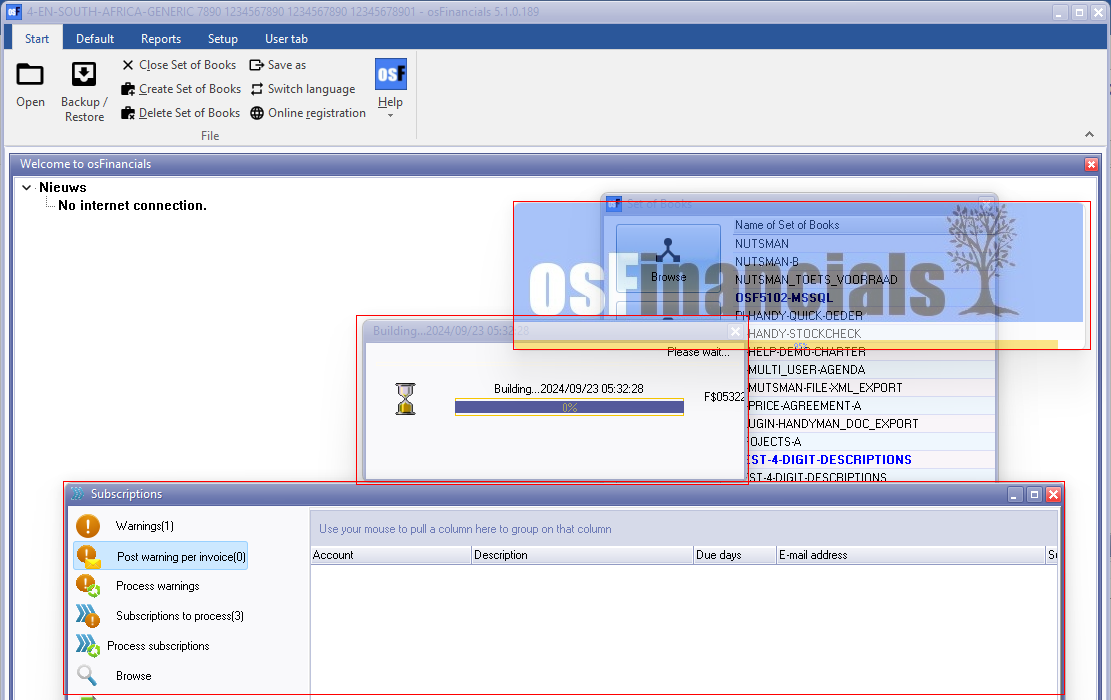 4-EN-SOUTH-AFRICA-GENERIC 7890 1234567890 1234567890 12345678901 - osFinancials 5.1.0.189
Start Default Reports Setup User tab
Open
Backup / Restore
Close Set of Books
Create Set of Books
Delete Set of Books
Save as
Switch language
Online registration
osF
Help
File
Welcome to osFinancials
Nieuws
No internet connection.
Set of Books
Browse
Name of Set of Books
NUTSMAN
NUTSMAN-B
NUTSMAN_TOETS_VOORRAAD
OSF5102-MSSQL
PI-HANDY-QUICK-OEDER
HANDY-STOCKCHECK
HELP-DEMO-CHARTER
MULTI_USER-AGENDA
MUTSMAN-FILE-XML_EXPORT
PRICE-AGREEMENT-A
UGIN-HANDYMAN_DOC_EXPORT
OJECTS-A
ST-4-DIGIT-DESCRIPTIONS
ST-4-DIGIT-DESCRIPTIONS
osFinancials
Building...2024/09/23 05:32:28
Please wait...
Building...2024/09/23 05:32:28
0%
F$05322
Subscriptions
Warnings(1)
Post warning per invoice(0)
Process warnings
Subscriptions to process(3)
Process subscriptions
Browse
Use your mouse to pull a column here to group on that column
Account Description Due days E-mail address